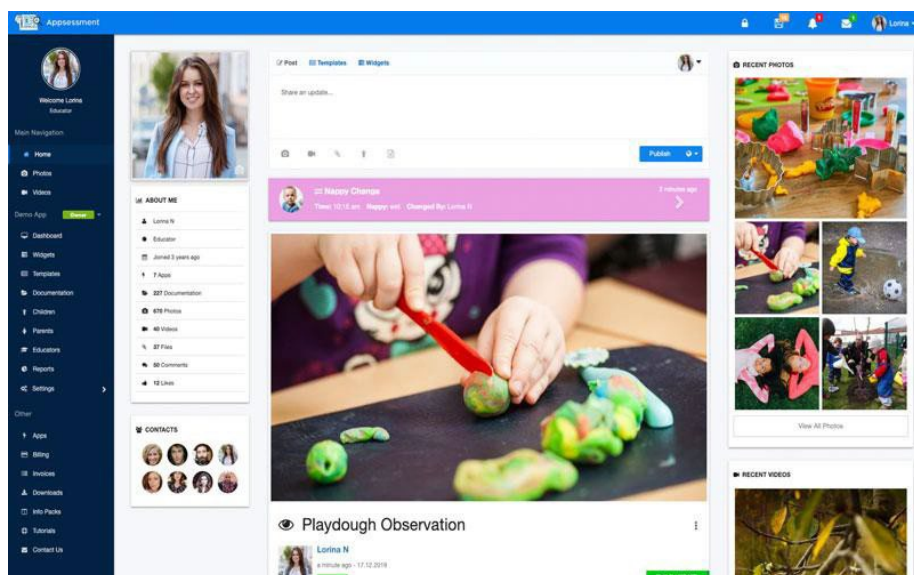 Appsessment
Lorina
Welcome Lorina
Educator
Main Navigation
Home
Photos
Videos
Demo App
Owner
Dashboard
Widgets
Templates
Documentation
Children
Parents
Educators
Reports
Settings
Other
Apps
Billing
Invoices
Downloads
Info Packs
Tutorials
Contact Us
ABOUT ME
Lorina N
Educator
Joined 3 years ago
7 Apps
227 Documentation
670 Photos
40 Videos
27 Files
50 Comments
12 Likes
CONTACTS
Post Templates Widgets
Share an update...
Publish
Nappy Change
2 minutes ago
Time: 10:15 am Nappy: wet Changed By: Lorina N
Playdough Observation
Lorina N
a minute ago - 17.12.2019
RECENT PHOTOS
View All Photos
RECENT VIDEOS